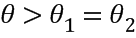 θ > θ₁ = θ₂